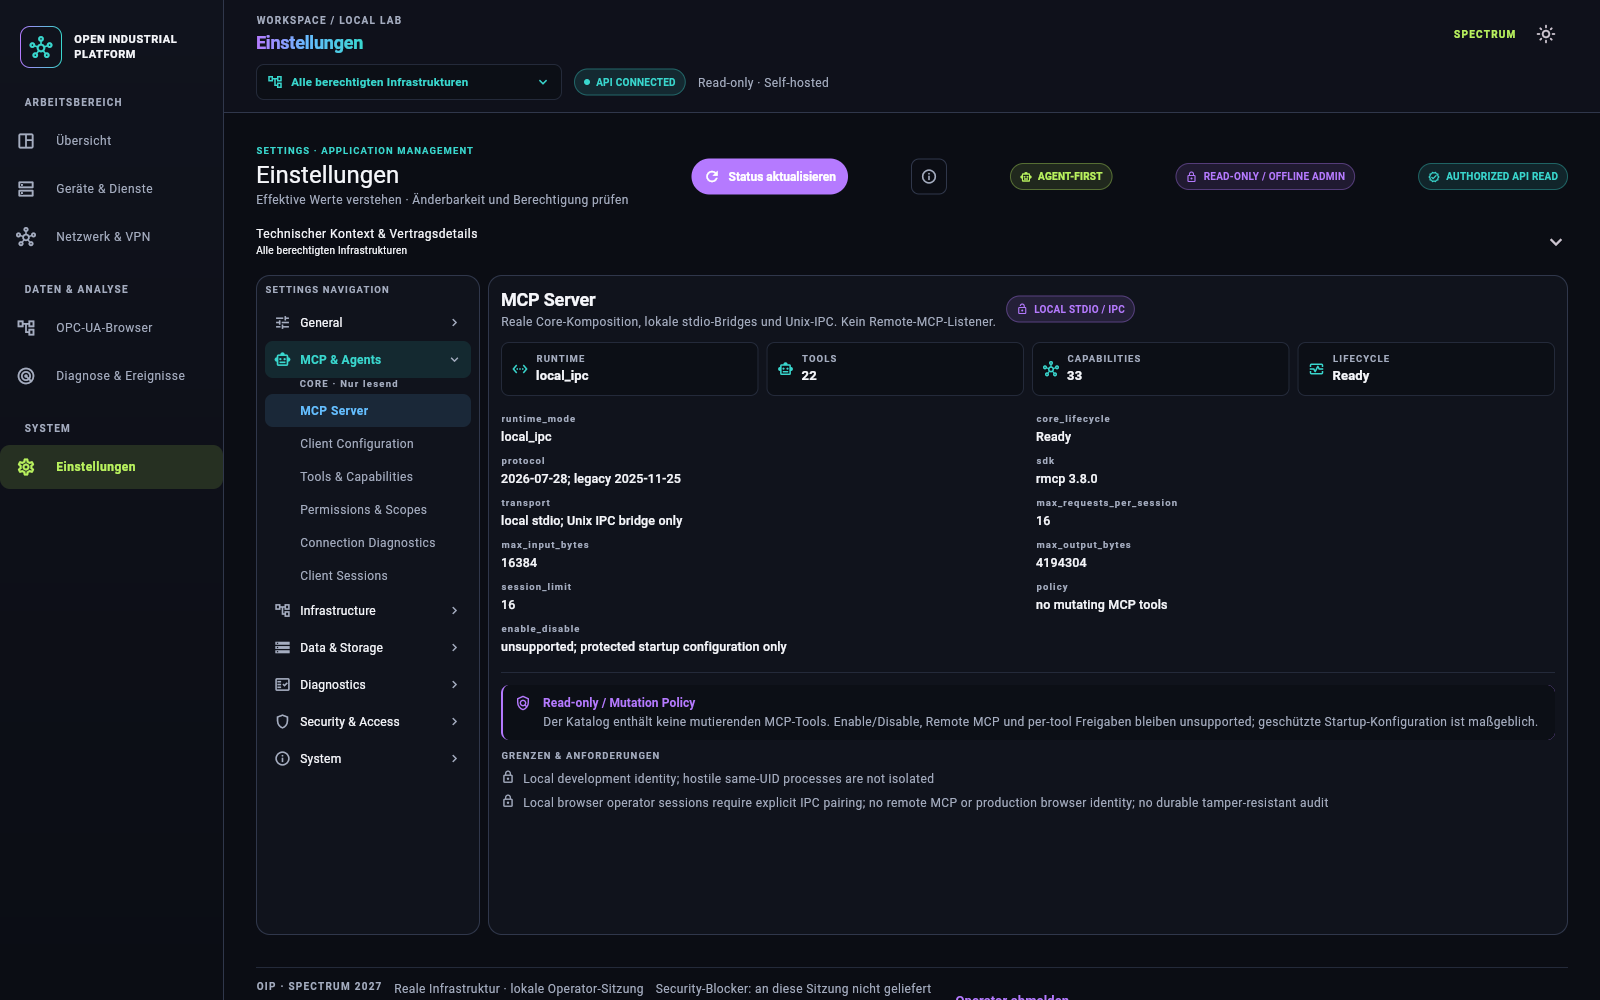 OPEN INDUSTRIAL
PLATFORM
ARBEITSBEREICH
Übersicht
Geräte & Dienste
Netzwerk & VPN
DATEN & ANALYSE
OPC-UA-Browser
Diagnose & Ereignisse
SYSTEM
Einstellungen
WORKSPACE / LOCAL LAB
Einstellungen
SPECTRUM
Alle berechtigten Infrastrukturen
API CONNECTED
Read-only · Self-hosted
SETTINGS · APPLICATION MANAGEMENT
Einstellungen
Effektive Werte verstehen · Änderbarkeit und Berechtigung prüfen
Status aktualisieren
AGENT-FIRST
READ-ONLY / OFFLINE ADMIN
AUTHORIZED API READ
Technischer Kontext & Vertragsdetails
Alle berechtigten Infrastrukturen
SETTINGS NAVIGATION
General
MCP & Agents
CORE · Nur lesend
MCP Server
Client Configuration
Tools & Capabilities
Permissions & Scopes
Connection Diagnostics
Client Sessions
Infrastructure
Data & Storage
Diagnostics
Security & Access
System
MCP Server
Reale Core-Komposition, lokale stdio-Bridges und Unix-IPC. Kein Remote-MCP-Listener.
LOCAL STDIO / IPC
RUNTIME
local_ipc
TOOLS
22
CAPABILITIES
33
LIFECYCLE
Ready
runtime_mode
local_ipc
core_lifecycle
Ready
protocol
2026-07-28; legacy 2025-11-25
sdk
rmcp 3.8.0
transport
local stdio; Unix IPC bridge only
max_requests_per_session
16
max_input_bytes
16384
max_output_bytes
4194304
session_limit
16
policy
no mutating MCP tools
enable_disable
unsupported; protected startup configuration only
Read-only / Mutation Policy
Der Katalog enthält keine mutierenden MCP-Tools. Enable/Disable, Remote MCP und per-tool Freigaben bleiben unsupported; geschützte Startup-Konfiguration ist maßgeblich.
GRENZEN & ANFORDERUNGEN
Local development identity; hostile same-UID processes are not isolated
Local browser operator sessions require explicit IPC pairing; no remote MCP or production browser identity; no durable tamper-resistant audit
OIP · SPECTRUM 2027
Reale Infrastruktur · lokale Operator-Sitzung
Security-Blocker: an diese Sitzung nicht geliefert
Operator abmelden